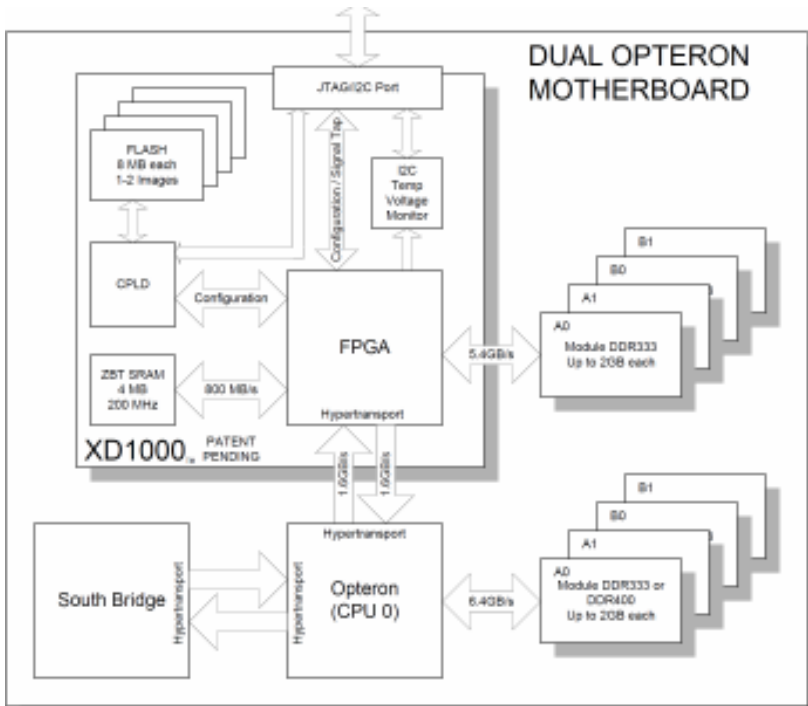 DUAL OPTERON
MOTHERBOARD
JTAG/I2C Port
FLASH
8 MB each
1-2 Images
Configuration / Signal Tap
I2C
Temp
Voltage
Monitor
CPLD
Configuration
FPGA
Hypertransport
ZBT SRAM
4 MB
200 MHz
800 MB/s
5.4GB/s
B1
B0
A1
A0
Module DDR333
Up to 2GB each
XD1000
PATENT
PENDING
1.6GB/s
1.6GB/s
South Bridge
Hypertransport
Hypertransport
Hypertransport
Opteron
(CPU 0)
6.4GB/s
B1
B0
A1
A0
Module DDR333 or
DDR400
Up to 2GB each